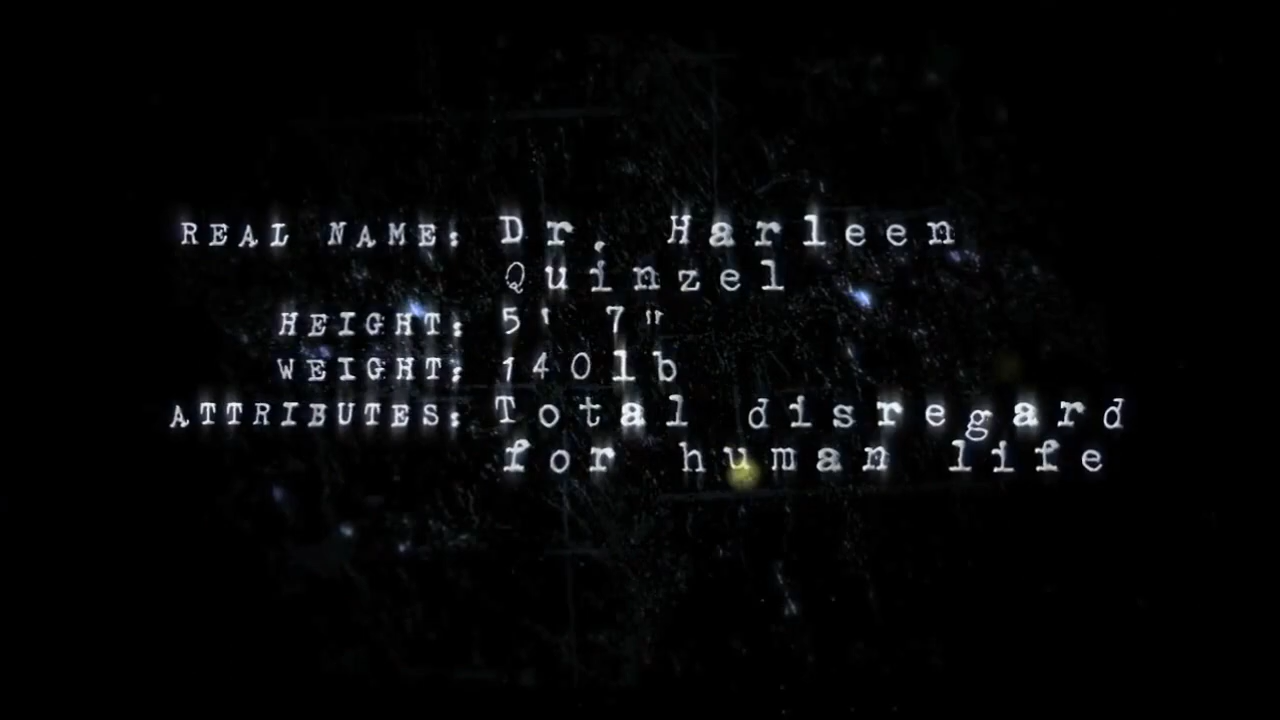 REAL NAME: Dr. Harleen
Quinzel
HEIGHT: 5' 7"
WEIGHT: 140lb
ATTRIBUTES: Total disregard
for human life